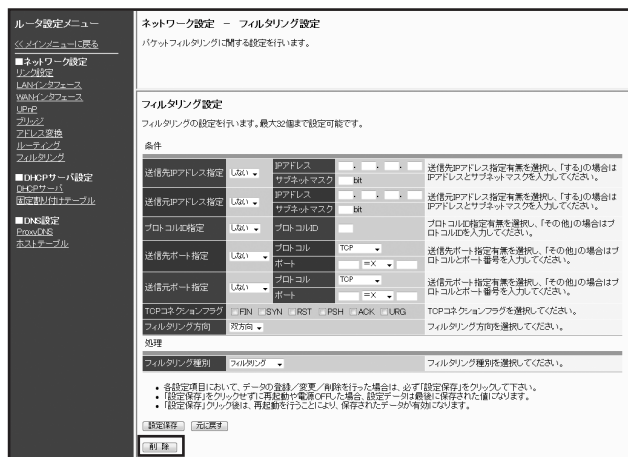 ルータ設定メニュー
<<メインメニューに戻る
■ネットワーク設定
リンク設定
LANインタフェース
WANインタフェース
UPnP
ブリッジ
アドレス変換
ルーティング
フィルタリング
■DHCPサーバ設定
DHCPサーバ
固定割り付けテーブル
■DNS設定
ProxyDNS
ホストテーブル
ネットワーク設定 － フィルタリング設定
パケットフィルタリングに関する設定を行います。
フィルタリング設定
フィルタリングの設定を行います。最大32個まで設定可能です。
条件
送信先IPアドレス指定 しない IPアドレス . . . 送信先IPアドレス指定有無を選択し、「する」の場合は
サブネットマスク bit IPアドレスとサブネットマスクを入力してください。
送信元IPアドレス指定 しない IPアドレス . . . 送信元IPアドレス指定有無を選択し、「する」の場合は
サブネットマスク bit IPアドレスとサブネットマスクを入力してください。
プロトコルID指定 しない プロトコルID プロトコルID指定有無を選択し、「その他」の場合はプ
ロトコルIDを入力してください。
送信先ポート指定 しない プロトコル TCP 送信先ポート指定有無を選択し、「その他」の場合はプ
ポート =X ロトコルとポート番号を入力してください。
送信元ポート指定 しない プロトコル TCP 送信元ポート指定有無を選択し、「その他」の場合はプ
ポート =X ロトコルとポート番号を入力してください。
TCPコネクションフラグ FIN SYN RST PSH ACK URG TCPコネクションフラグを選択してください。
フィルタリング方向 双方向 フィルタリング方向を選択してください。
処理
フィルタリング種別 フィルタリング フィルタリング種別を選択してください。
• 各設定項目において、データの登録／変更／削除を行った場合は、必ず「設定保存」をクリックして下さい。
• 「設定保存」をクリックせずに再起動や電源OFFした場合、設定データは最後に保存された値になります。
• 「設定保存」クリック後は、再起動を行うことにより、保存されたデータが有効になります。
設定保存 元に戻す
削除